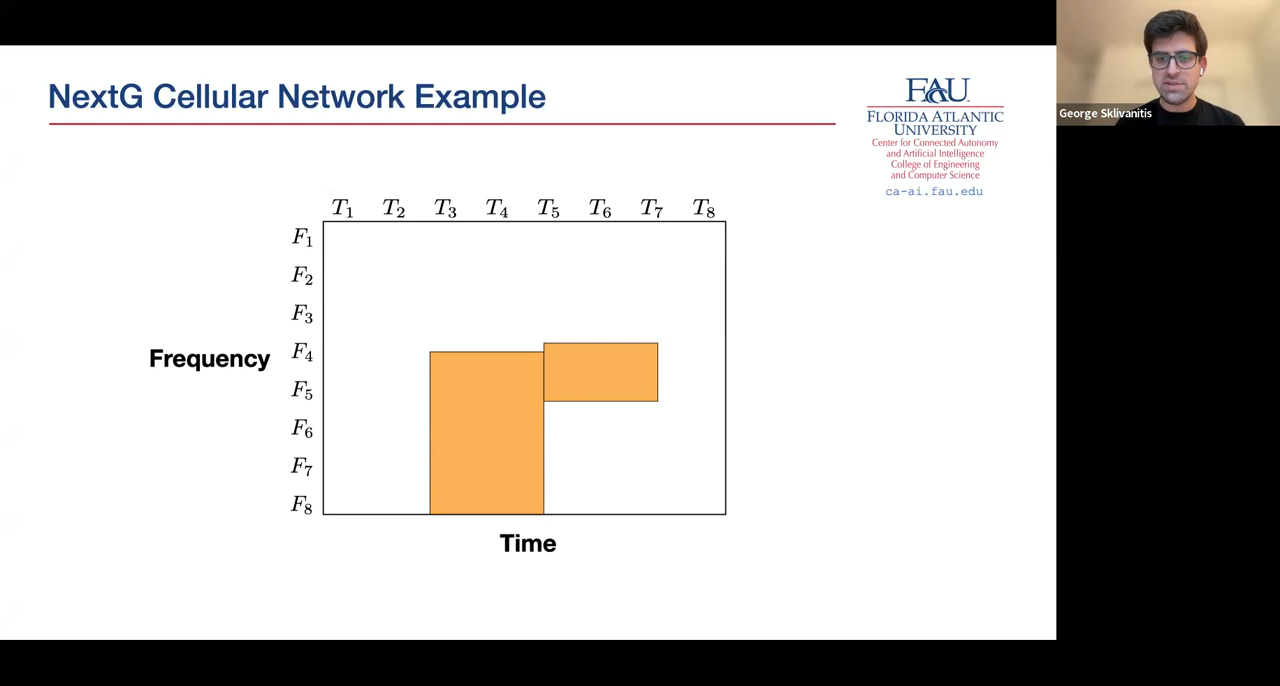 NextG Cellular Network Example
FAU
FLORIDA ATLANTIC
UNIVERSITY
Center for Connected Autonomy
and Artificial Intelligence
College of Engineering
and Computer Science
ca-ai.fau.edu
George Sklivanitis
T1 T2 T3 T4 T5 T6 T7 T8
F1
F2
F3
Frequency
F4
F5
F6
F7
F8
Time